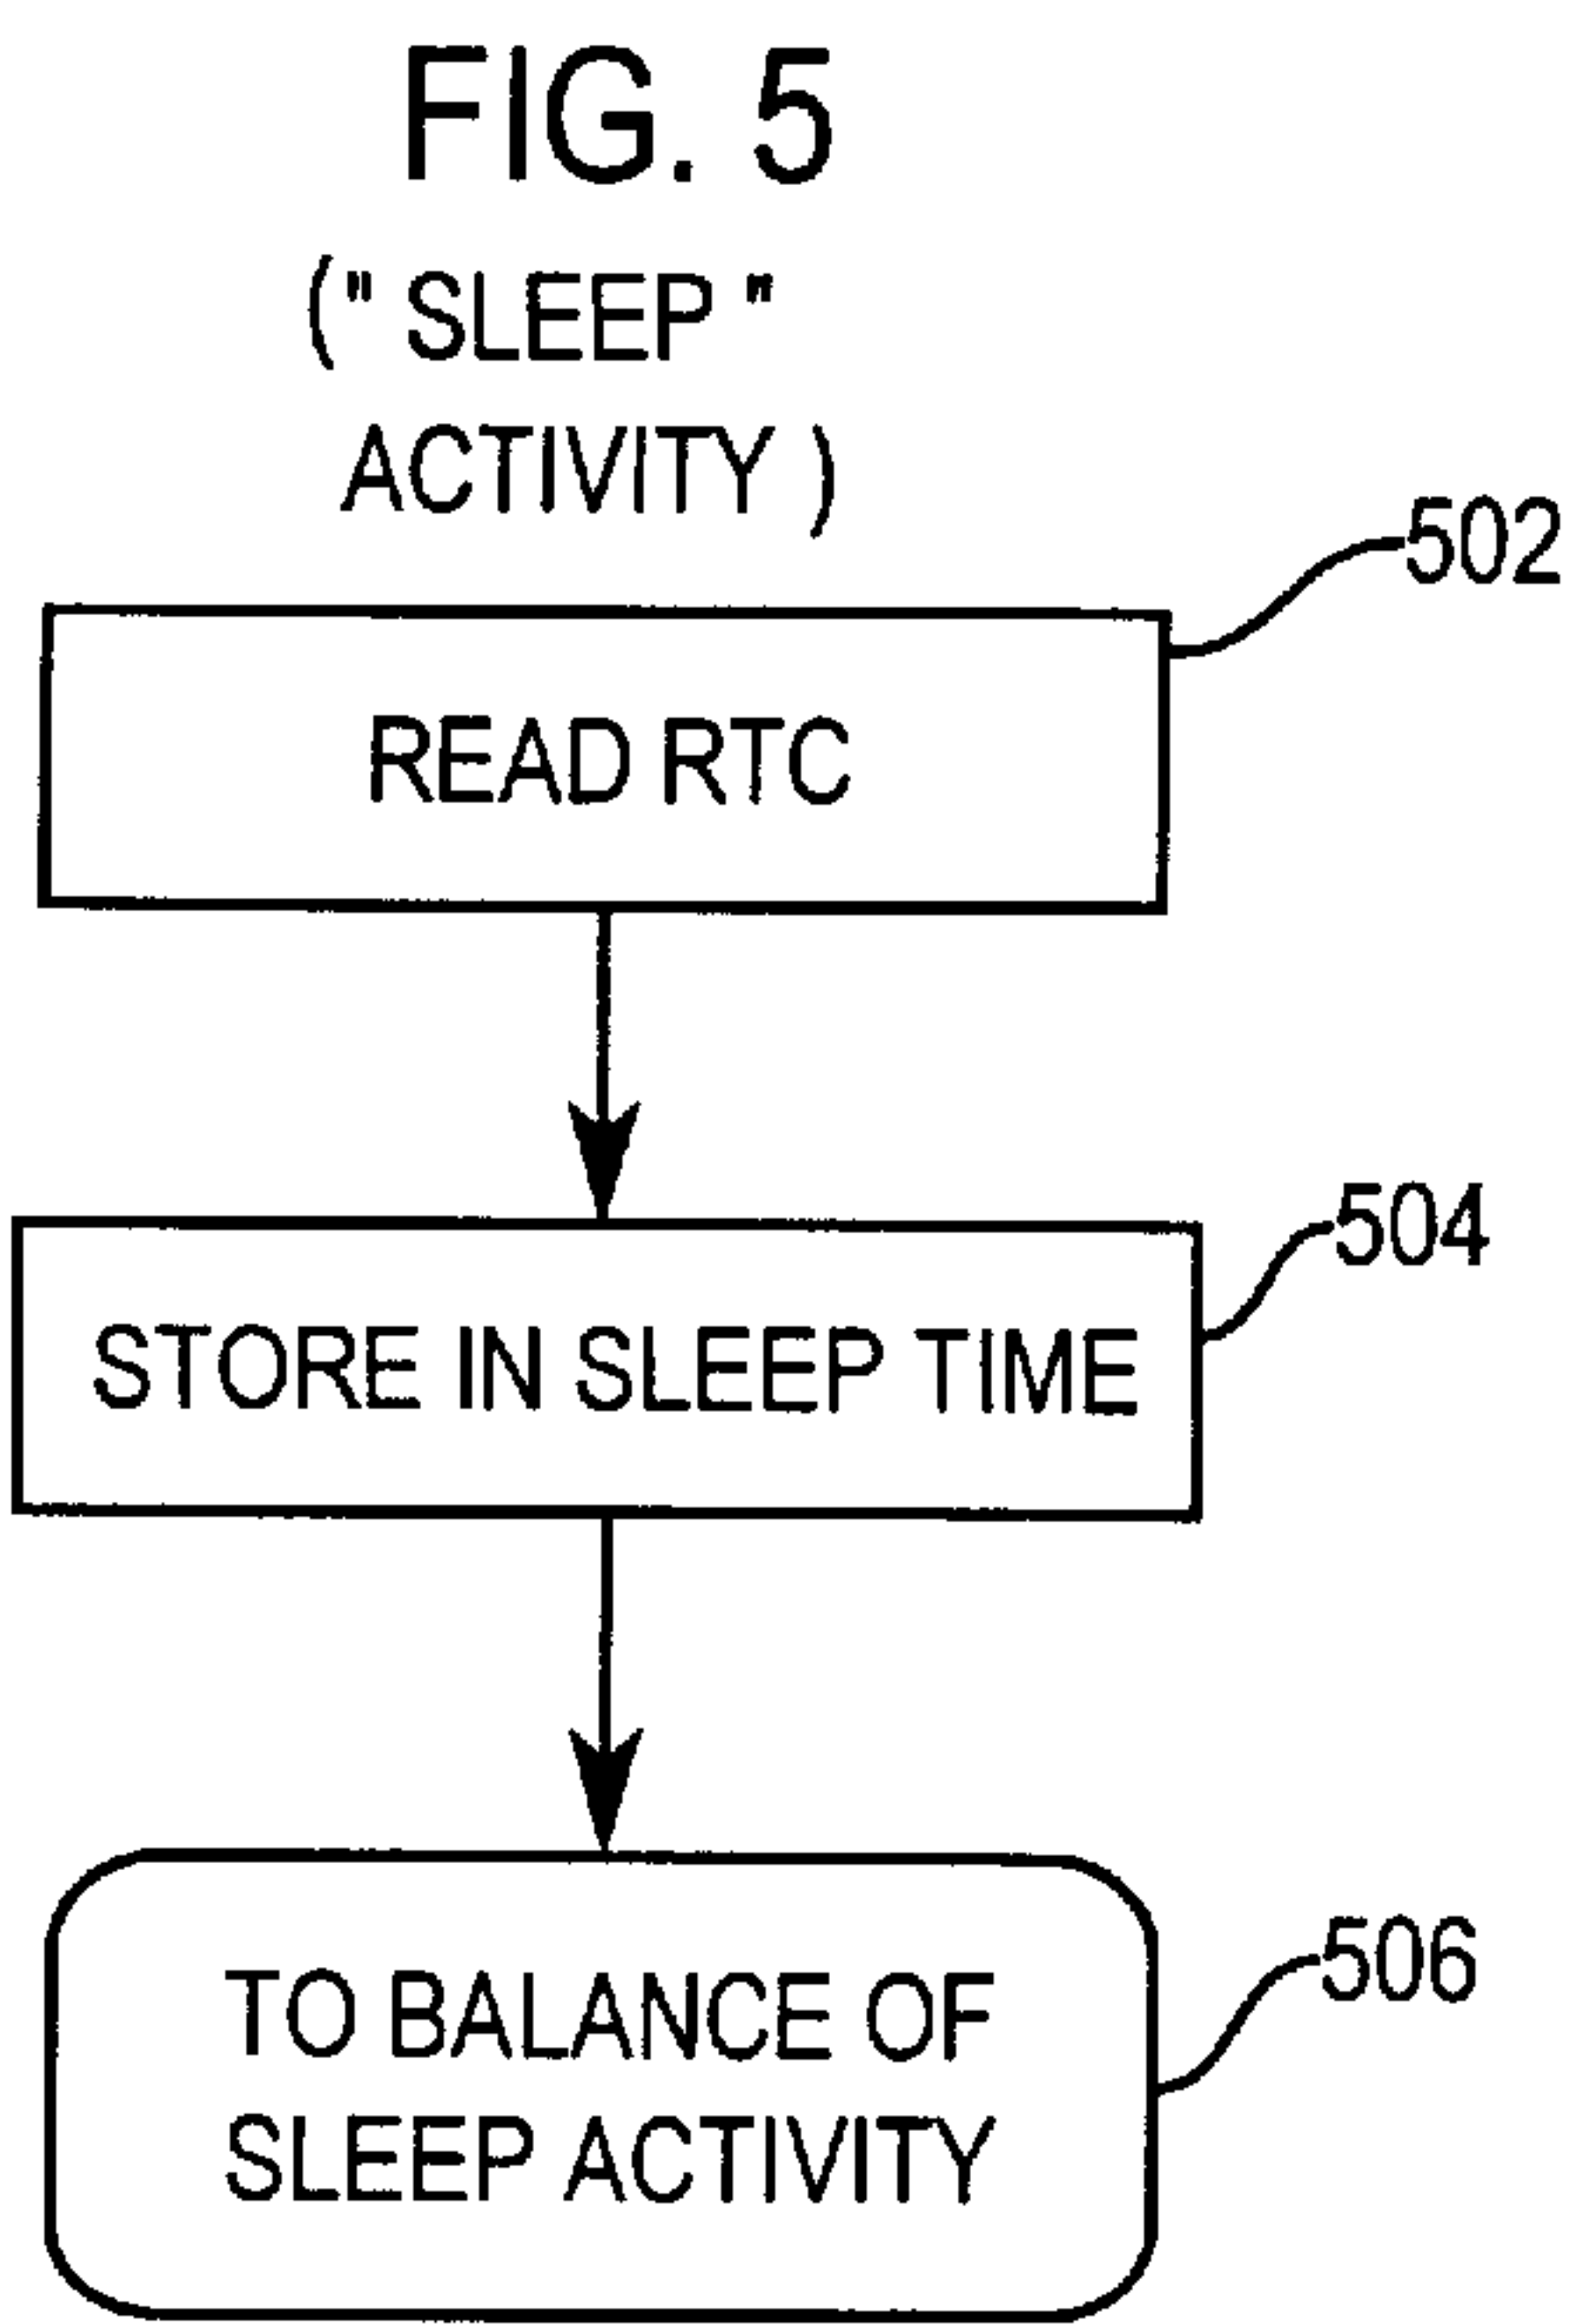 FIG. 5
(" SLEEP "
ACTIVITY )
502
READ RTC
504
STORE IN SLEEP TIME
506
TO BALANCE OF
SLEEP ACTIVITY